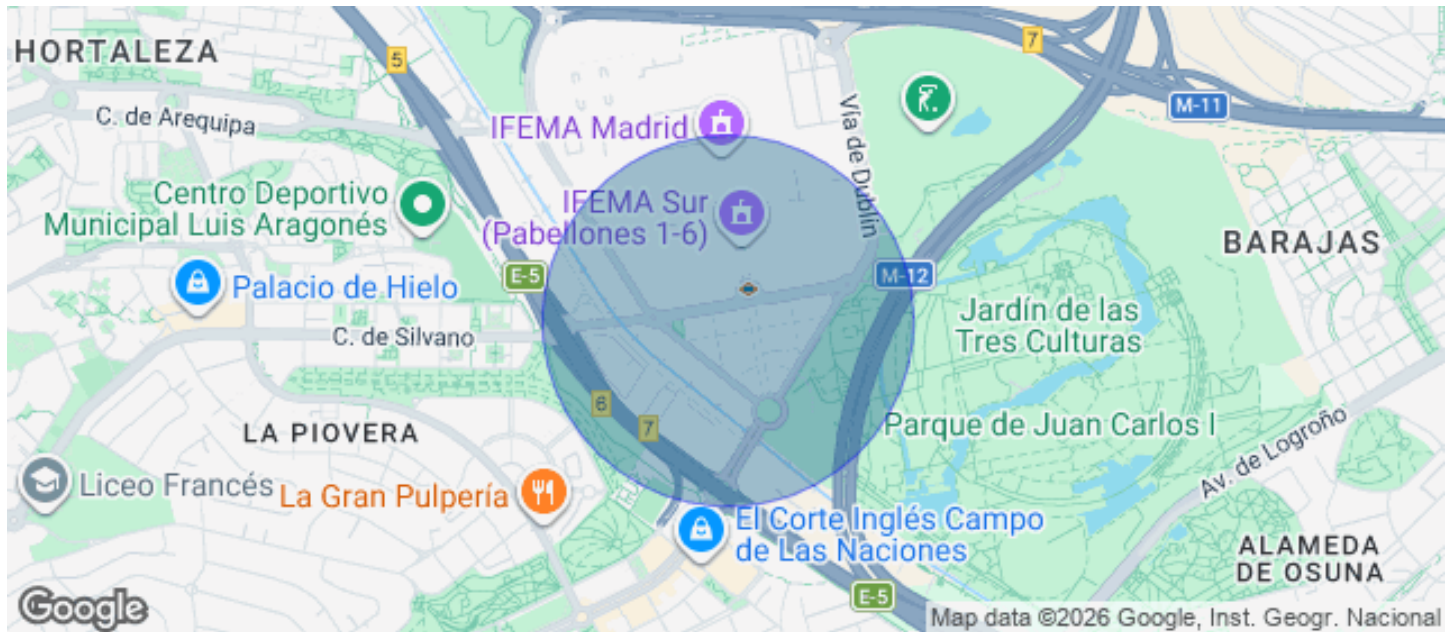 HORTALEZA
5
7
M-11
C. de Arequipa
IFEMA Madrid
Vía de Dublín
Centro Deportivo
Municipal Luis Aragonés
IFEMA Sur
(Pabellones 1-6)
BARAJAS
E-5
M-12
Palacio de Hielo
Jardín de las
Tres Culturas
C. de Silvano
6
7
LA PIOVERA
Parque de Juan Carlos I
Av. de Logroño
Liceo Francés
La Gran Pulpería
El Corte Inglés Campo
de Las Naciones
ALAMEDA
DE OSUNA
E-5
Google
Map data ©2026 Google, Inst. Geogr. Nacional